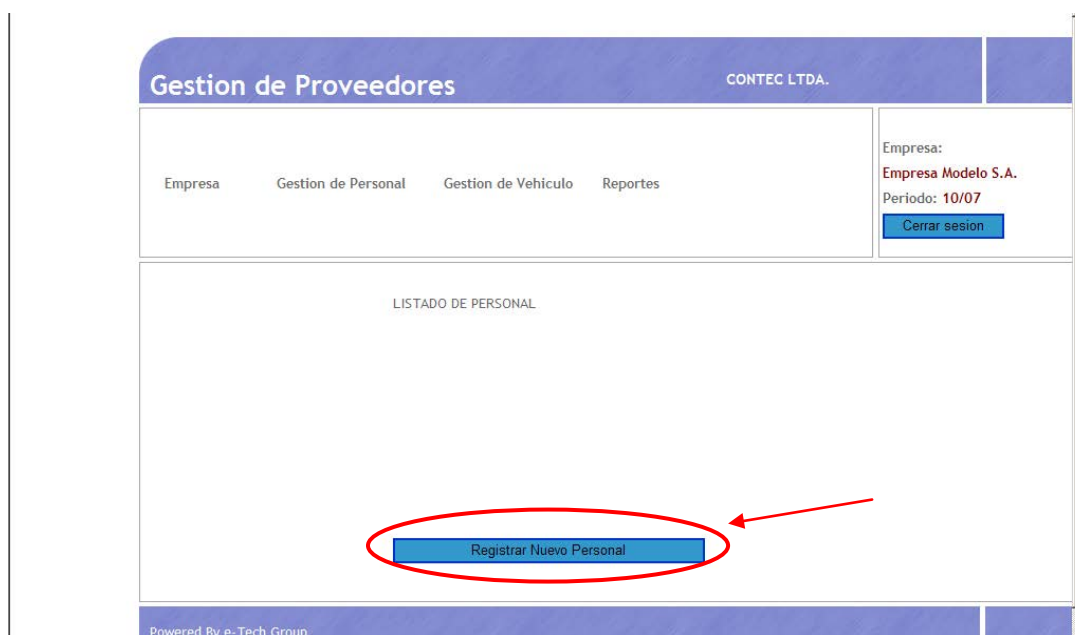 Gestion de Proveedores
CONTEC LTDA.
Empresa
Gestion de Personal
Gestion de Vehiculo
Reportes
Empresa:
Empresa Modelo S.A.
Periodo: 10/07
Cerrar sesion
LISTADO DE PERSONAL
Registrar Nuevo Personal
Powered By e-Tech Group